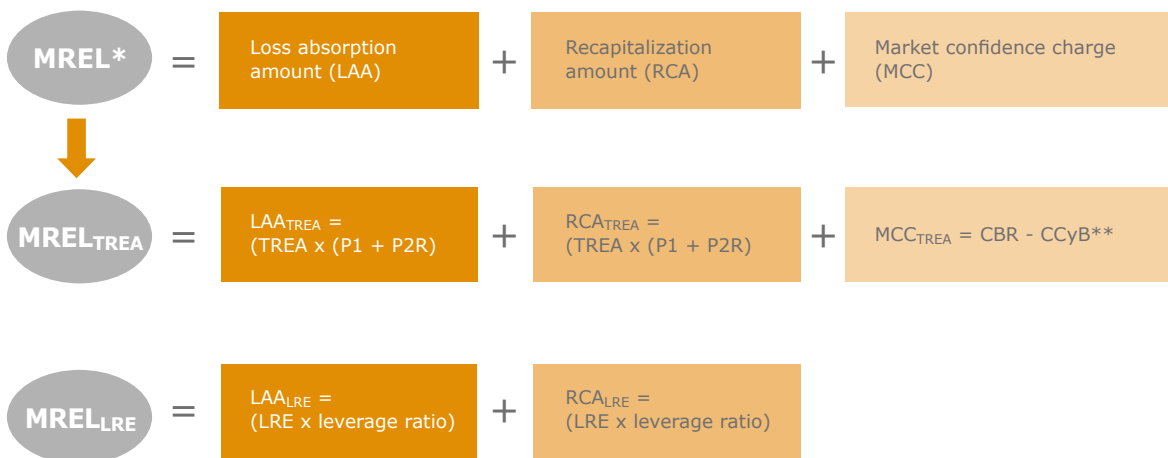 MREL* = Loss absorption amount (LAA) + Recapitalization amount (RCA) + Market confidence charge (MCC)
MRELTREA = LAATREA = (TREA x (P1 + P2R) + RCATREA = (TREA x (P1 + P2R) + MCCTREA = CBR - CCyB**
MRELLRE = LAALRE = (LRE x leverage ratio) + RCALRE = (LRE x leverage ratio)